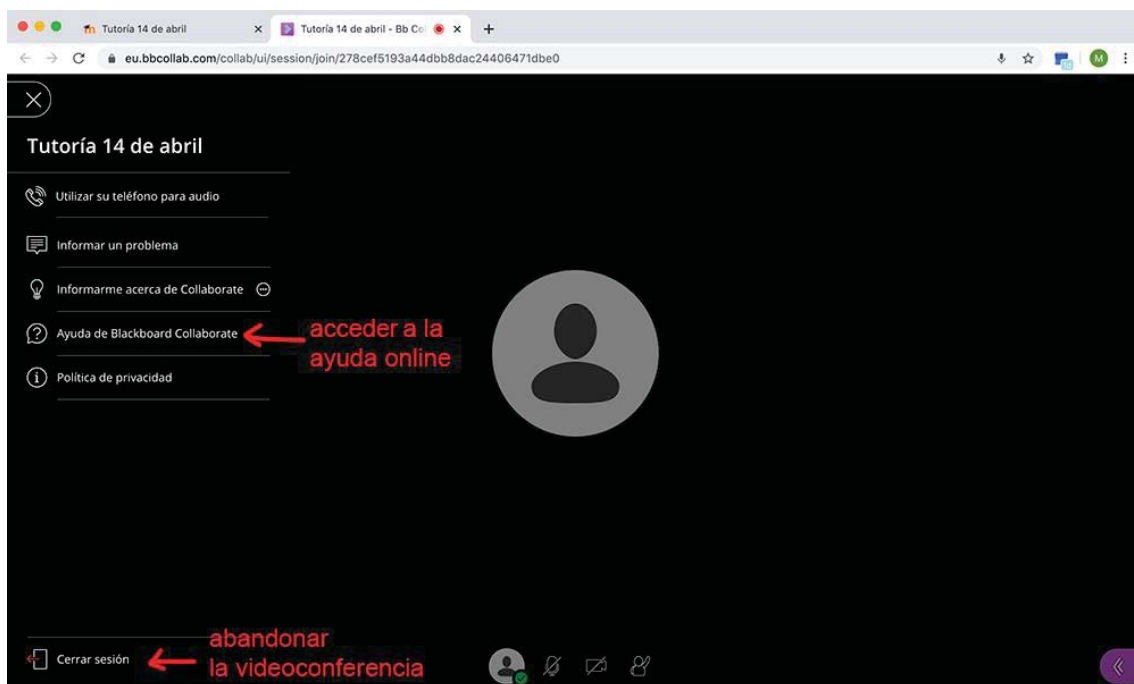 Tutoría 14 de abril
Tutoría 14 de abril - Bb Co
eu.bbcollab.com/collab/ui/session/join/278cef5193a44dbb8dac24406471dbe0
M
Tutoría 14 de abril
Utilizar su teléfono para audio
Informar un problema
Informarme acerca de Collaborate
Ayuda de Blackboard Collaborate
acceder a la
ayuda online
Política de privacidad
Cerrar sesión
abandonar
la videoconferencia